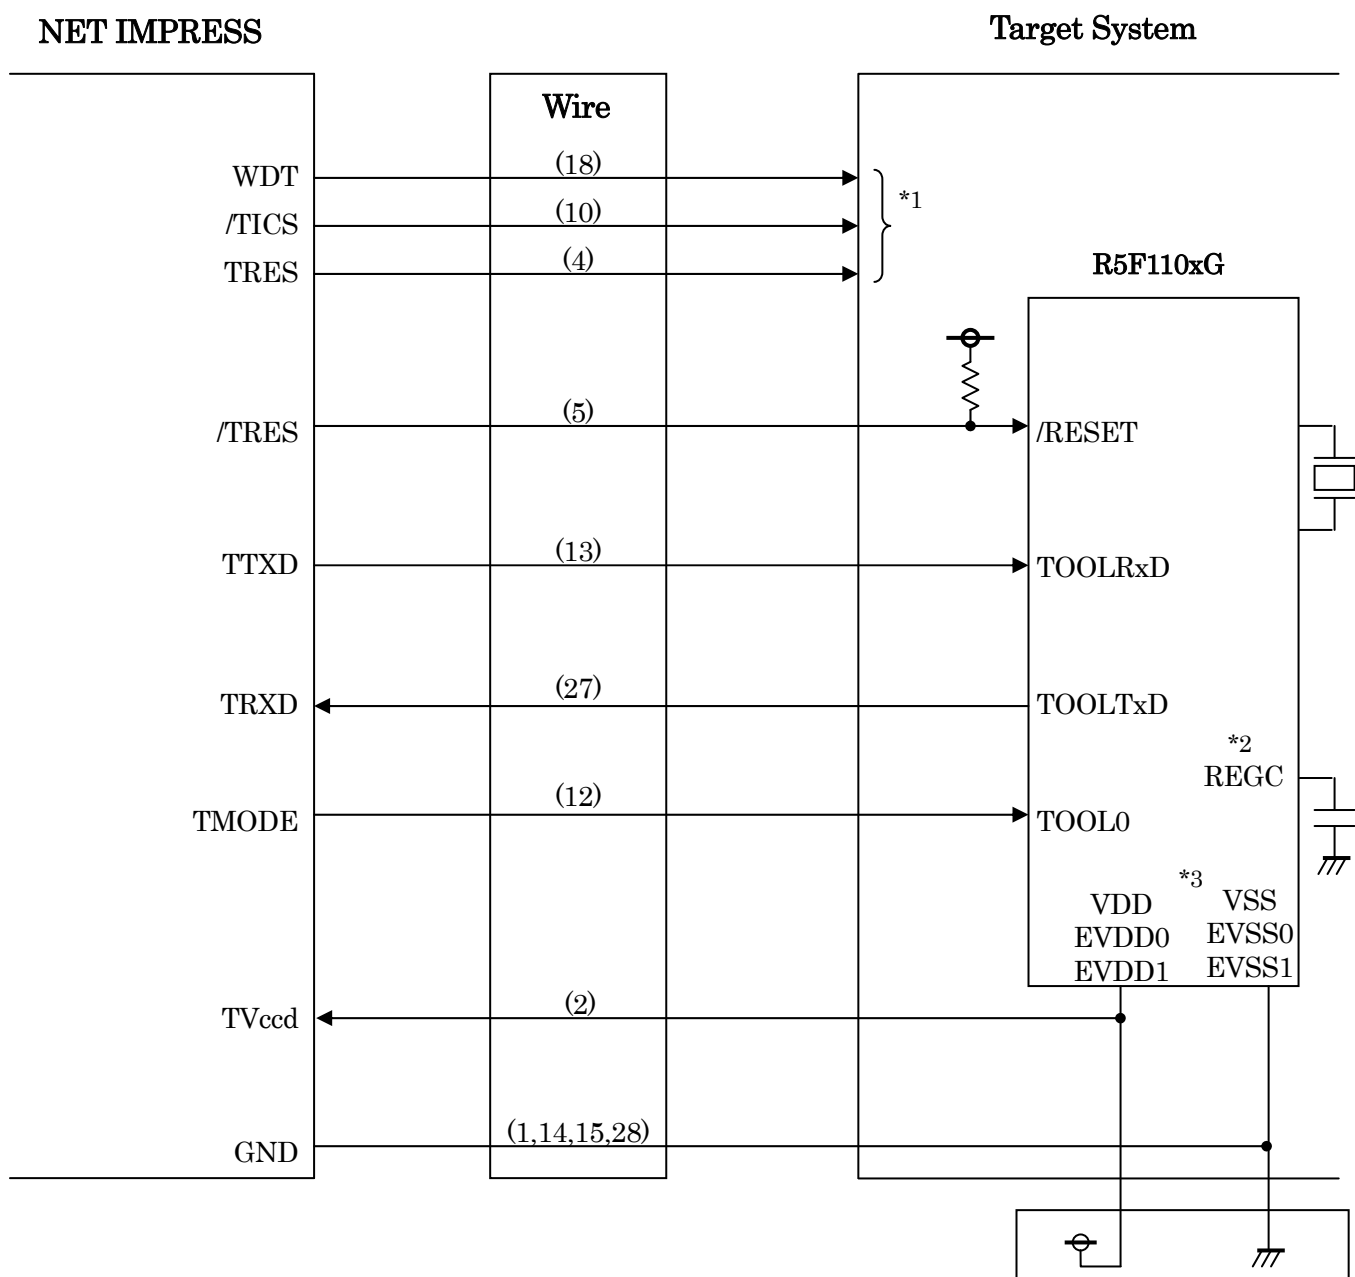 NET IMPRESS
Target System
Wire
WDT
(18)
*1
/TICS
(10)
TRES
(4)
R5F110xG
/TRES
(5)
/RESET
TTXD
(13)
TOOLRxD
TRXD
(27)
TOOLTxD
*2
REGC
TMODE
(12)
TOOL0
*3
VDD
VSS
EVDD0
EVSS0
EVDD1
EVSS1
TVccd
(2)
GND
(1,14,15,28)